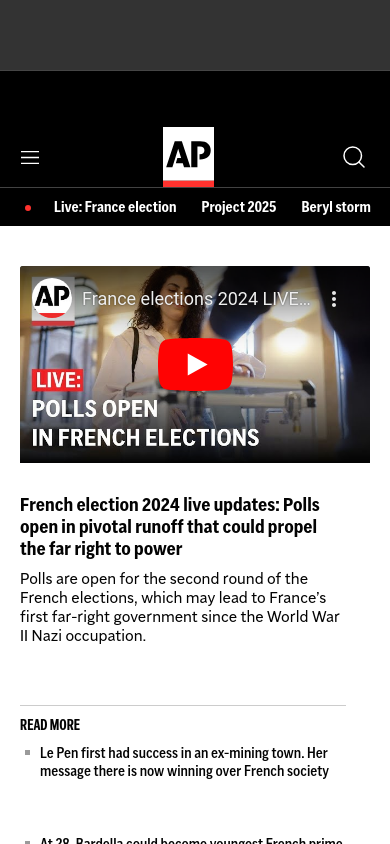 AP
Live: France election Project 2025 Beryl storm
AP France elections 2024 LIVE...
LIVE:
POLLS OPEN
IN FRENCH ELECTIONS
French election 2024 live updates: Polls
open in pivotal runoff that could propel
the far right to power
Polls are open for the second round of the
French elections, which may lead to France's
first far-right government since the World War
II Nazi occupation.
READ MORE
Le Pen first had success in an ex-mining town. Her
message there is now winning over French society
At 28, Bardella could become youngest French prime